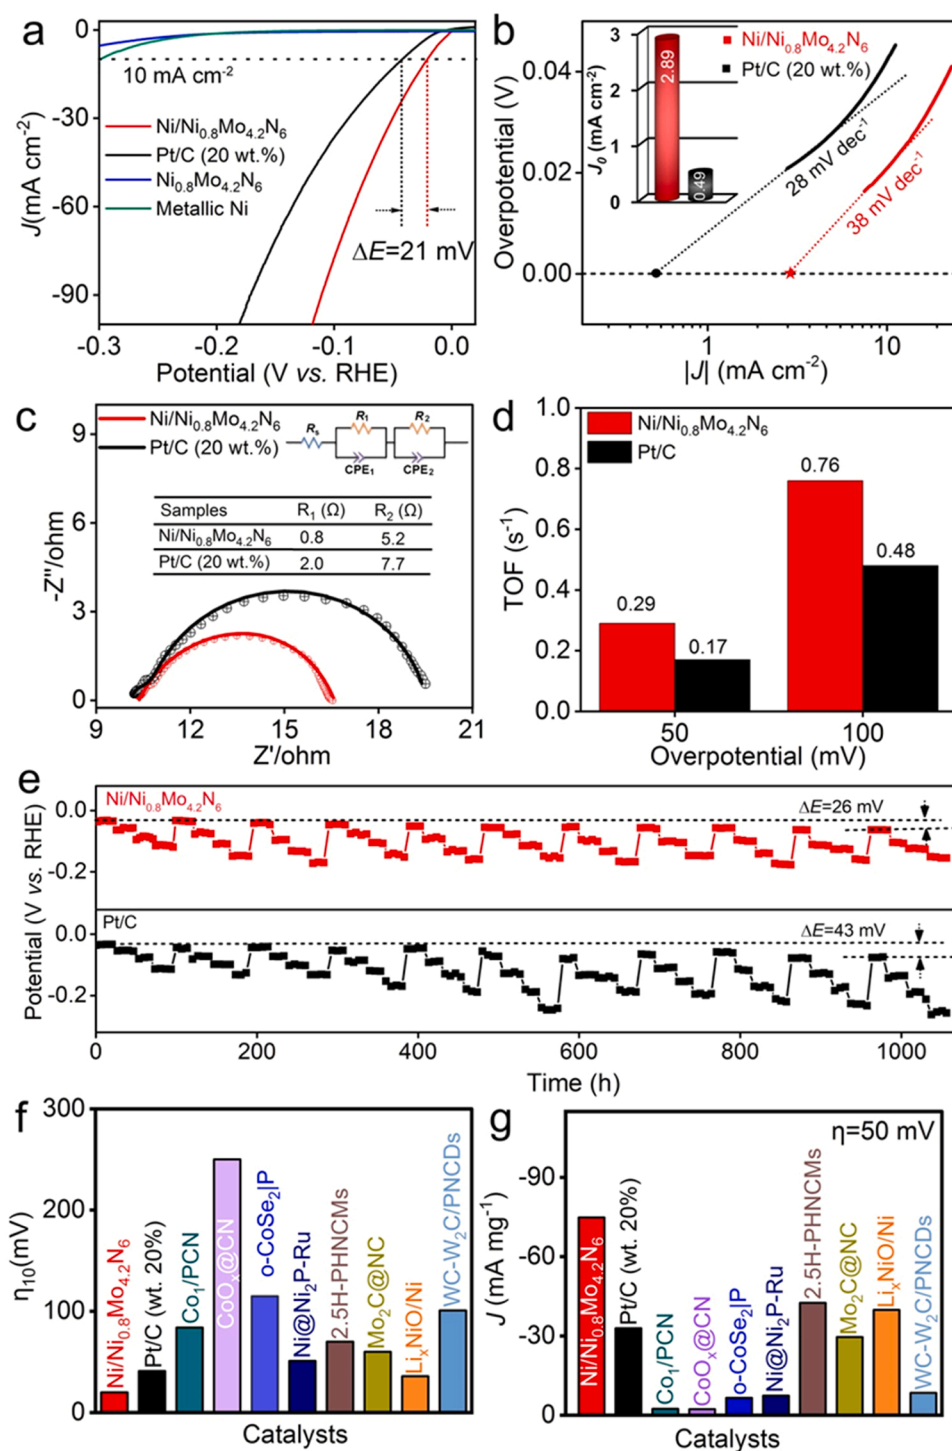 a
0
-30
-60
-90
J(mA cm-2)
10 mA cm-2
Ni/Ni0.8Mo4.2N6
Pt/C (20 wt.%)
Ni0.8Mo4.2N6
Metallic Ni
ΔE=21 mV
-0.3
-0.2
-0.1
0.0
Potential (V vs. RHE)
b
0.04
0.02
0.00
Overpotential (V)
3
2
1
0
J0 (mA cm-2)
2.89
0.49
Ni/Ni0.8Mo4.2N6
Pt/C (20 wt.%)
28 mV dec-1
38 mV dec-1
1
10
|J| (mA cm-2)
c
Ni/Ni0.8Mo4.2N6
Pt/C (20 wt.%)
Rs
R1
R2
CPE1
CPE2
Samples R1 (Ω) R2 (Ω)
Ni/Ni0.8Mo4.2N6 0.8 5.2
Pt/C (20 wt.%) 2.0 7.7
9
6
3
0
-Z"/ohm
9
12
15
18
21
Z'/ohm
d
Ni/Ni0.8Mo4.2N6
Pt/C
1.0
0.8
0.6
0.4
0.2
0.0
TOF (s-1)
0.29
0.17
0.76
0.48
50
100
Overpotential (mV)
e
Ni/Ni0.8Mo4.2N6
ΔE=26 mV
0.0
-0.2
Potential (V vs. RHE)
Pt/C
ΔE=43 mV
0.0
-0.2
Potential (V vs. RHE)
0
200
400
600
800
1000
Time (h)
f
300
200
100
0
η10(mV)
Ni/Ni0.8Mo4.2N6
Pt/C (wt. 20%)
Co1/PCN
CoOx@CN
o-CoSe2|P
Ni@Ni2P-Ru
2.5H-PHNCMs
Mo2C@NC
LixNiO/Ni
WC-W2C/PNCDs
Catalysts
g
η=50 mV
-90
-60
-30
0
J (mA mg-1)
Ni/Ni0.8Mo4.2N6
Pt/C (wt. 20%)
Co1/PCN
CoOx@CN
o-CoSe2|P
Ni@Ni2P-Ru
2.5H-PHNCMs
Mo2C@NC
LixNiO/Ni
WC-W2C/PNCDs
Catalysts